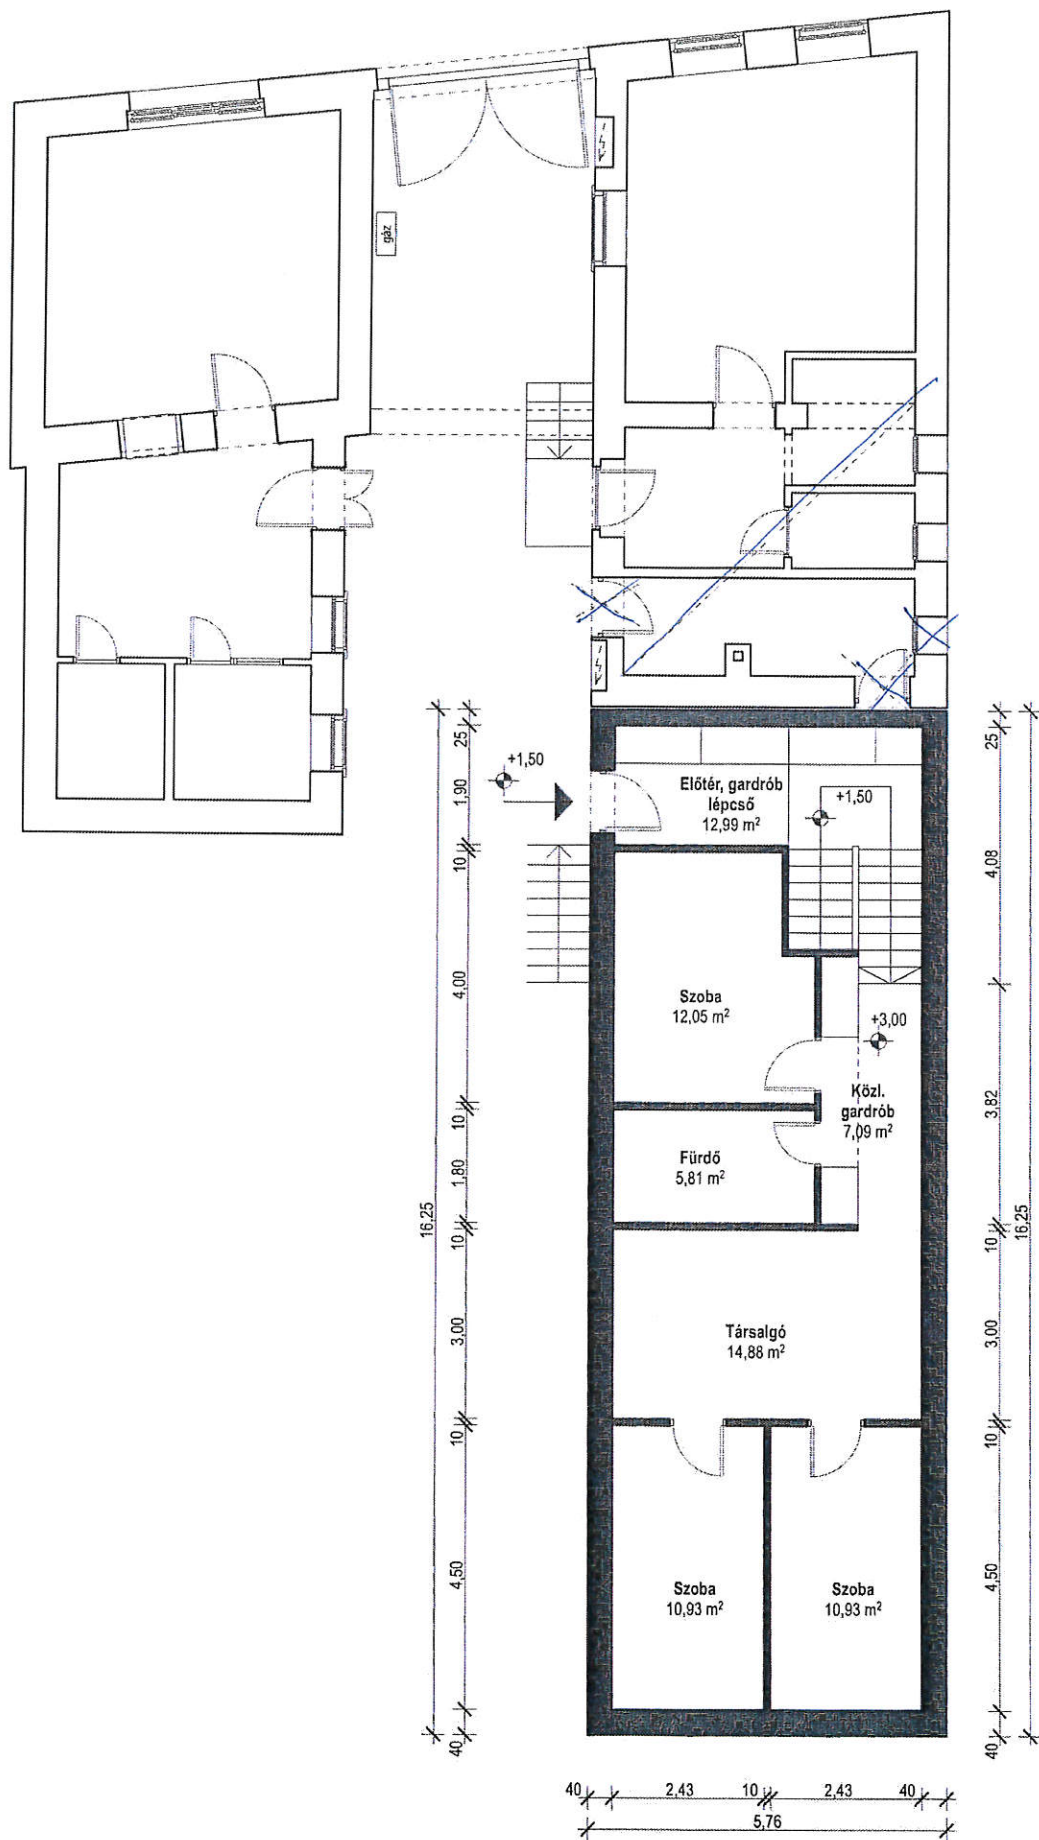 gáz
+1,50
Előtér, gardrób
lépcső
12,99 m²
+1,50
Szoba
12,05 m²
+3,00
Közl.
gardrób
7,09 m²
Fürdő
5,81 m²
Társalgó
14,88 m²
Szoba
10,93 m²
Szoba
10,93 m²
16,25
25
1,90
10
4,00
10
1,80
10
3,00
10
4,50
40
25
4,08
3,82
10
3,00
10
4,50
40
16,25
40
2,43
10
2,43
40
5,76